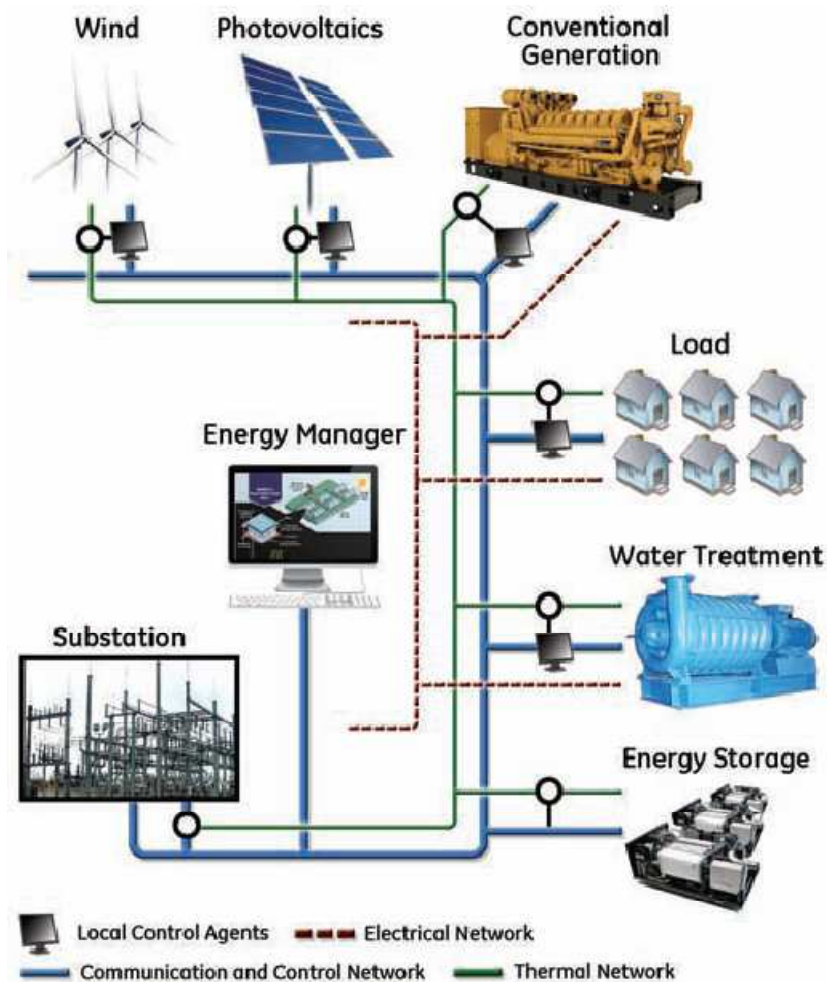 Wind
Photovoltaics
Conventional
Generation
Load
Energy Manager
Water Treatment
Substation
Energy Storage
Local Control Agents
Electrical Network
Communication and Control Network
Thermal Network